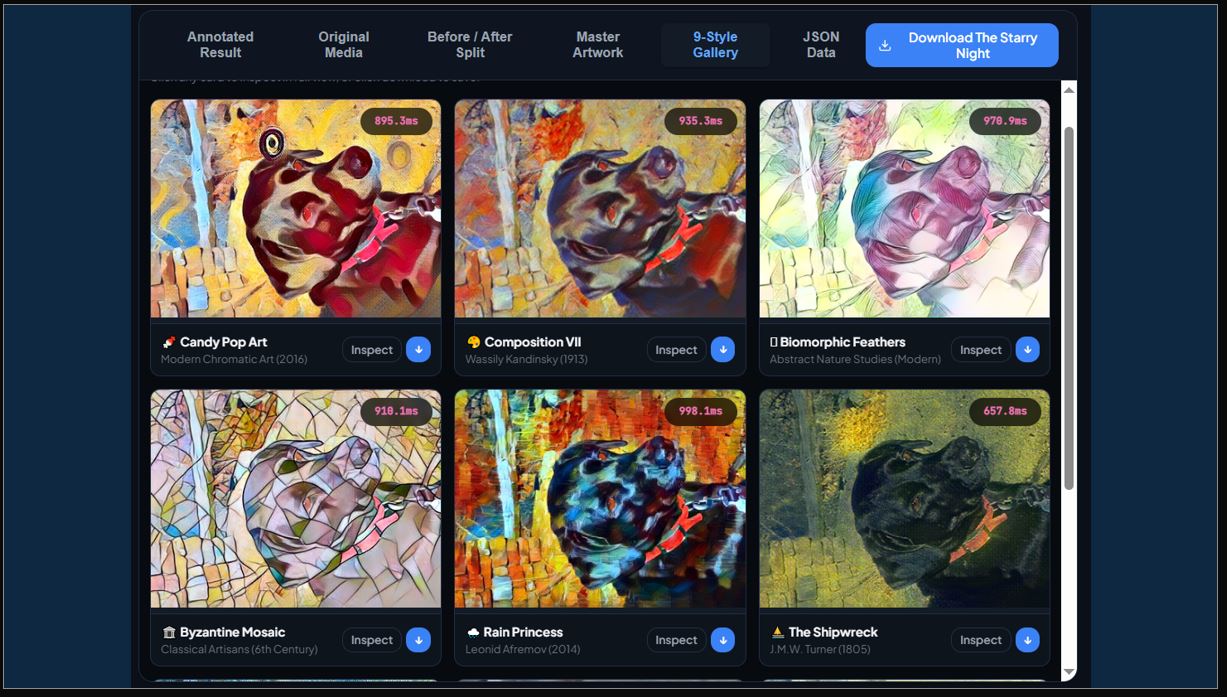 Annotated
Result
Original
Media
Before / After
Split
Master
Artwork
9-Style
Gallery
JSON
Data
Download The Starry
Night
895.3ms
935.3ms
970.9ms
Candy Pop Art
Modern Chromatic Art (2016)
Inspect
Composition VII
Wassily Kandinsky (1913)
Inspect
Biomorphic Feathers
Abstract Nature Studies (Modern)
Inspect
910.1ms
998.1ms
657.8ms
Byzantine Mosaic
Classical Artisans (6th Century)
Inspect
Rain Princess
Leonid Afremov (2014)
Inspect
The Shipwreck
J.M.W. Turner (1805)
Inspect